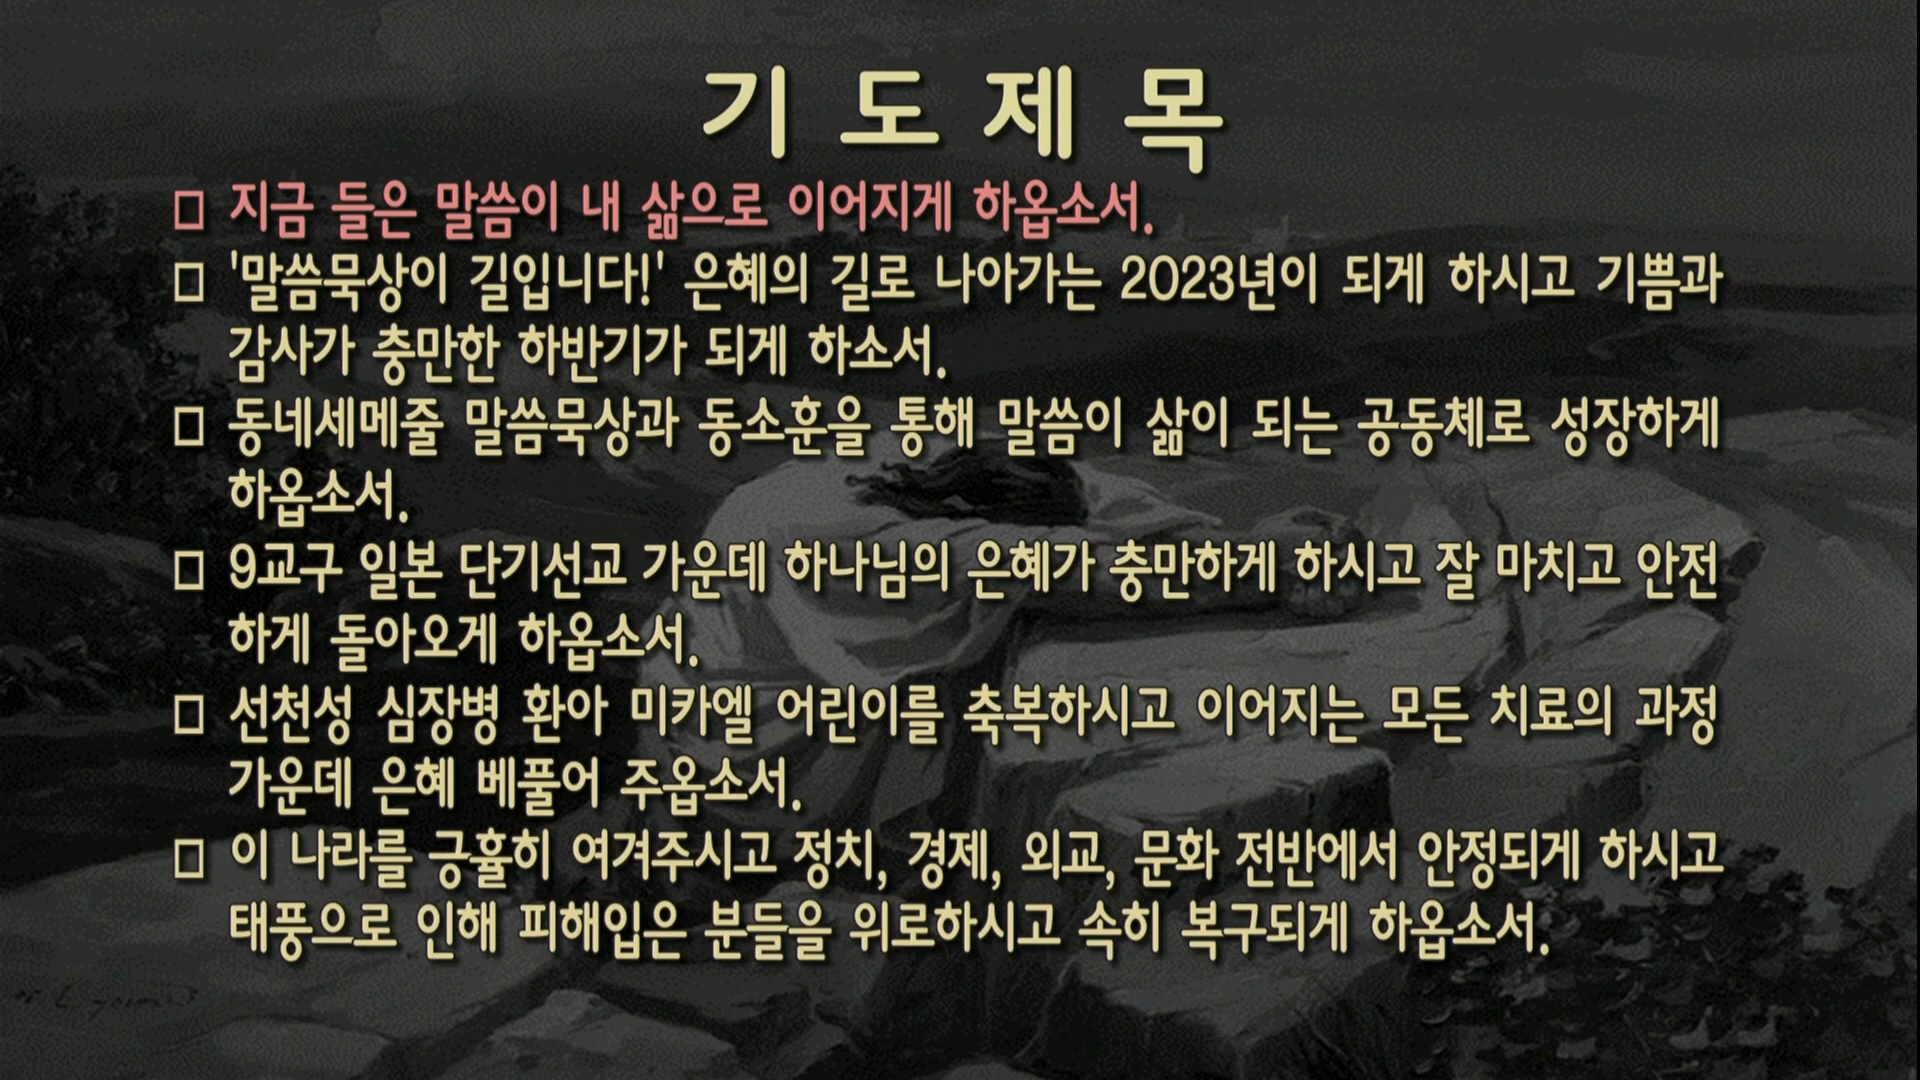 기도제목
□ 지금 들은 말씀이 내 삶으로 이어지게 하옵소서.
□ '말씀묵상이 길입니다!' 은혜의 길로 나아가는 2023년이 되게 하시고 기쁨과
감사가 충만한 하반기가 되게 하소서.
□ 동네세메줄 말씀묵상과 동소훈을 통해 말씀이 삶이 되는 공동체로 성장하게
하옵소서.
□ 9교구 일본 단기선교 가운데 하나님의 은혜가 충만하게 하시고 잘 마치고 안전
하게 돌아오게 하옵소서.
□ 선천성 심장병 환아 미카엘 어린이를 축복하시고 이어지는 모든 치료의 과정
가운데 은혜 베풀어 주옵소서.
□ 이 나라를 긍휼히 여겨주시고 정치, 경제, 외교, 문화 전반에서 안정되게 하시고
태풍으로 인해 피해입은 분들을 위로하시고 속히 복구되게 하옵소서.